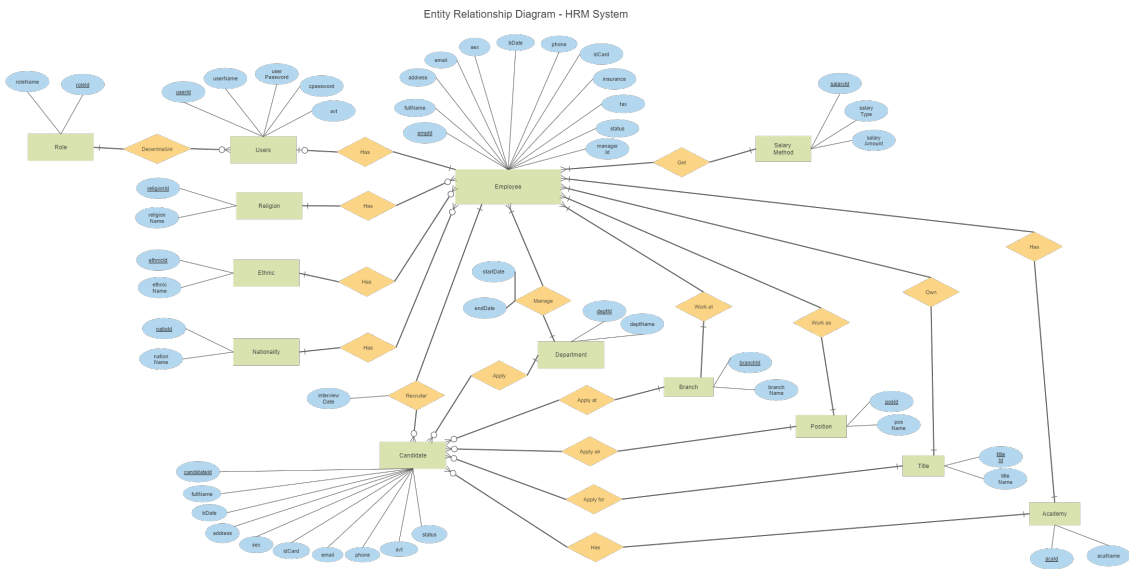 Entity Relationship Diagram - HRM System
sex
bDate
phone
email
idCard
address
insurance
fullName
tax
empId
status
manager
id
roleName
roleId
userId
userName
user
Password
cpassword
avt
salaryId
salary
Type
salary
Amount
Role
Users
Has
Get
Salary
Method
Employee
religionId
religion
Name
Religion
Has
ethnicId
ethnic
Name
Ethnic
Has
natioId
nation
Name
Nationality
Has
startDate
endDate
Manage
deptId
deptName
Department
Work at
Work as
Own
Has
Apply
interview
Date
Recruiter
Branch
branchId
branch
Name
Apply at
Position
posId
pos
Name
Apply as
Candidate
Title
title
Id
title
Name
Apply for
Academy
acaId
acaName
Has
candidateId
fullName
bDate
address
sex
idCard
email
phone
avt
status